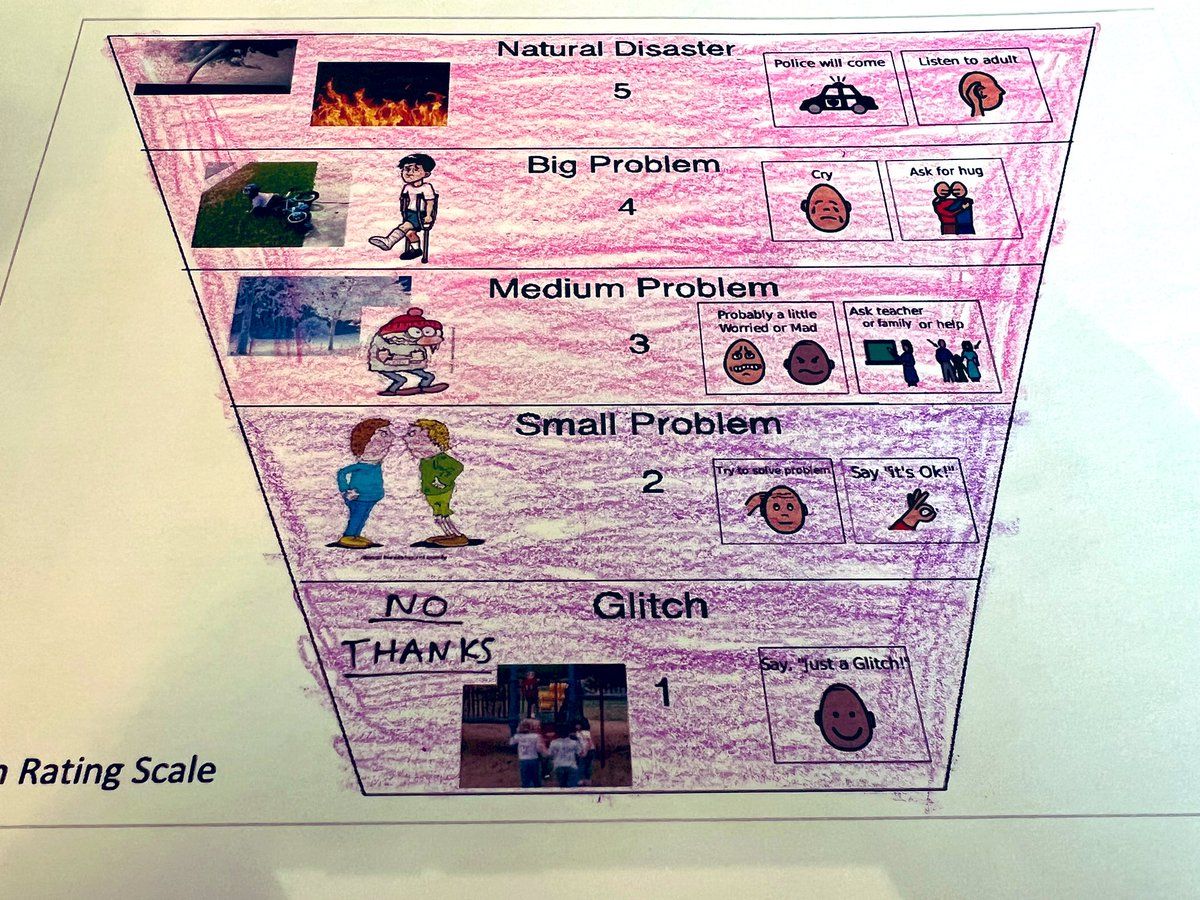 Natural Disaster
5
Police will come
Listen to adult
Big Problem
4
Cry
Ask for hug
Medium Problem
3
Probably a little
Worried or Mad
Ask teacher
or family or help
Small Problem
2
Try to solve problem
Say "it's Ok!"
NO
THANKS
Glitch
1
Say, "Just a Glitch!"
Rating Scale